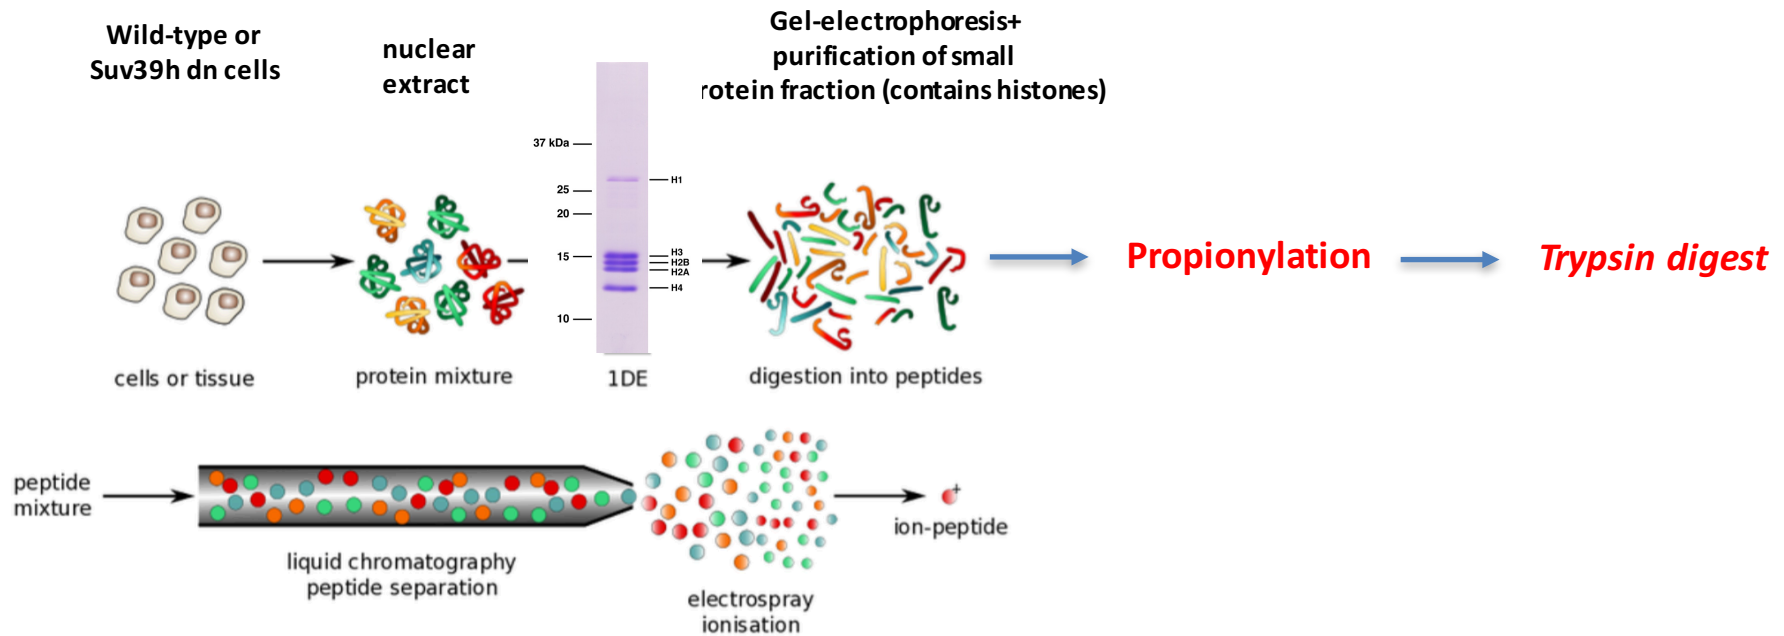 Wild-type or
Suv39h dn cells
nuclear
extract
Gel-electrophoresis+
purification of small
rotein fraction (contains histones)
37 kDa
25
20
15
10
H1
H3
H2B
H2A
H4
Propionylation
Trypsin digest
cells or tissue
protein mixture
1DE
digestion into peptides
peptide
mixture
liquid chromatography
peptide separation
electrospray
ionisation
+
ion-peptide